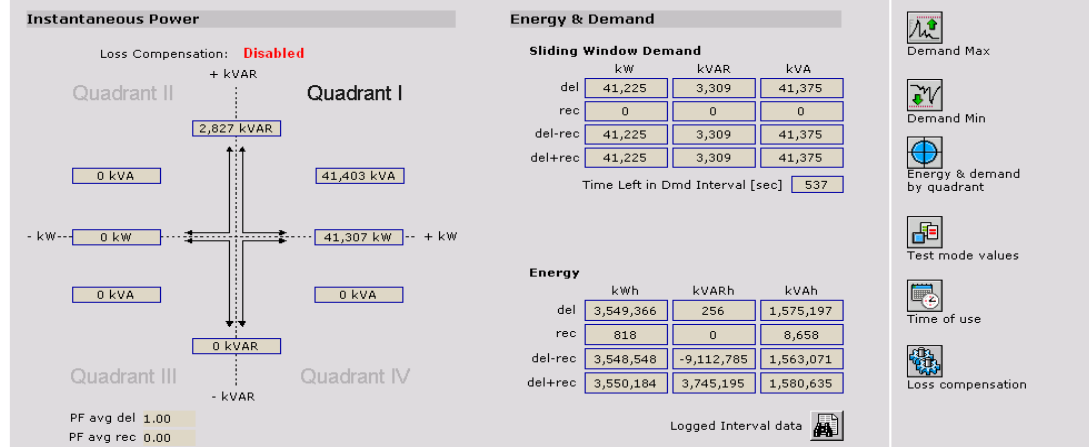 Instantaneous Power
Loss Compensation: Disabled
+ kVAR
Quadrant II
Quadrant I
2,827 kVAR
0 kVA
41,403 kVA
- kW
0 kW
41,307 kW
+ kW
0 kVA
0 kVA
0 kVAR
Quadrant III
Quadrant IV
- kVAR
PF avg del 1.00
PF avg rec 0.00
Energy & Demand
Sliding Window Demand
kW kVAR kVA
del 41,225 3,309 41,375
rec 0 0 0
del-rec 41,225 3,309 41,375
del+rec 41,225 3,309 41,375
Time Left in Dmd Interval [sec] 537
Energy
kWh kVARh kVAh
del 3,549,366 256 1,575,197
rec 818 0 8,658
del-rec 3,548,548 -9,112,785 1,563,071
del+rec 3,550,184 3,745,195 1,580,635
Logged Interval data
Demand Max
Demand Min
Energy & demand
by quadrant
Test mode values
Time of use
Loss compensation